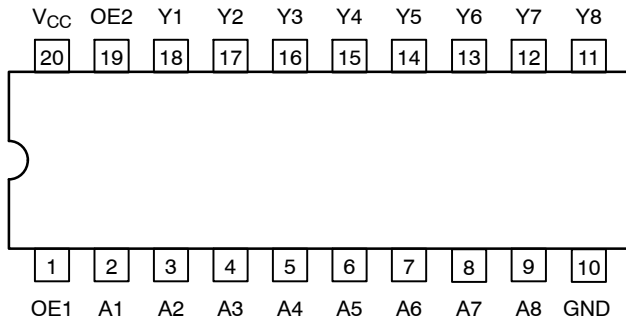 VCC OE2 Y1 Y2 Y3 Y4 Y5 Y6 Y7 Y8
20 19 18 17 16 15 14 13 12 11
1 2 3 4 5 6 7 8 9 10
OE1 A1 A2 A3 A4 A5 A6 A7 A8 GND